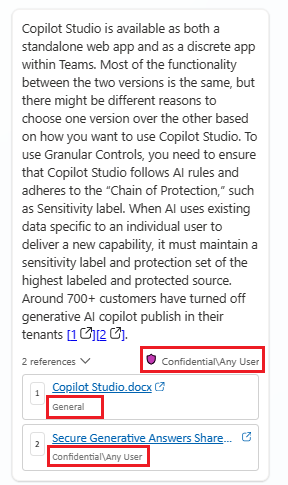 Copilot Studio is available as both a
standalone web app and as a discrete app
within Teams. Most of the functionality
between the two versions is the same, but
there might be different reasons to
choose one version over the other based
on how you want to use Copilot Studio. To
use Granular Controls, you need to ensure
that Copilot Studio follows AI rules and
adheres to the “Chain of Protection,” such
as Sensitivity label. When AI uses existing
data specific to an individual user to
deliver a new capability, it must maintain a
sensitivity label and protection set of the
highest labeled and protected source.
Around 700+ customers have turned off
generative AI copilot publish in their
tenants [1][2].
2 references Confidential\Any User
1 Copilot Studio.docx
General
2 Secure Generative Answers Share...
Confidential\Any User